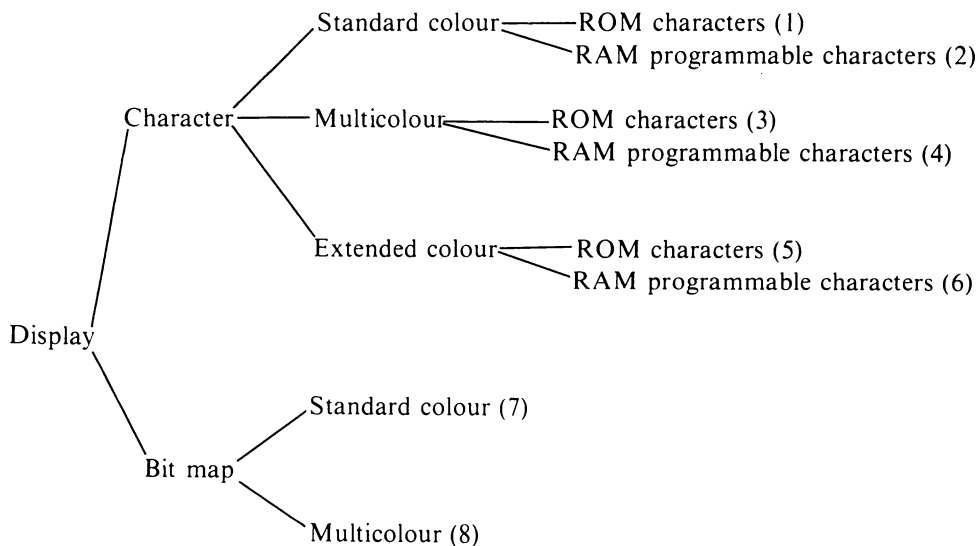 Standard colour
ROM characters (1)
RAM programmable characters (2)
Character
Multicolour
ROM characters (3)
RAM programmable characters (4)
Extended colour
ROM characters (5)
RAM programmable characters (6)
Display
Standard colour (7)
Bit map
Multicolour (8)